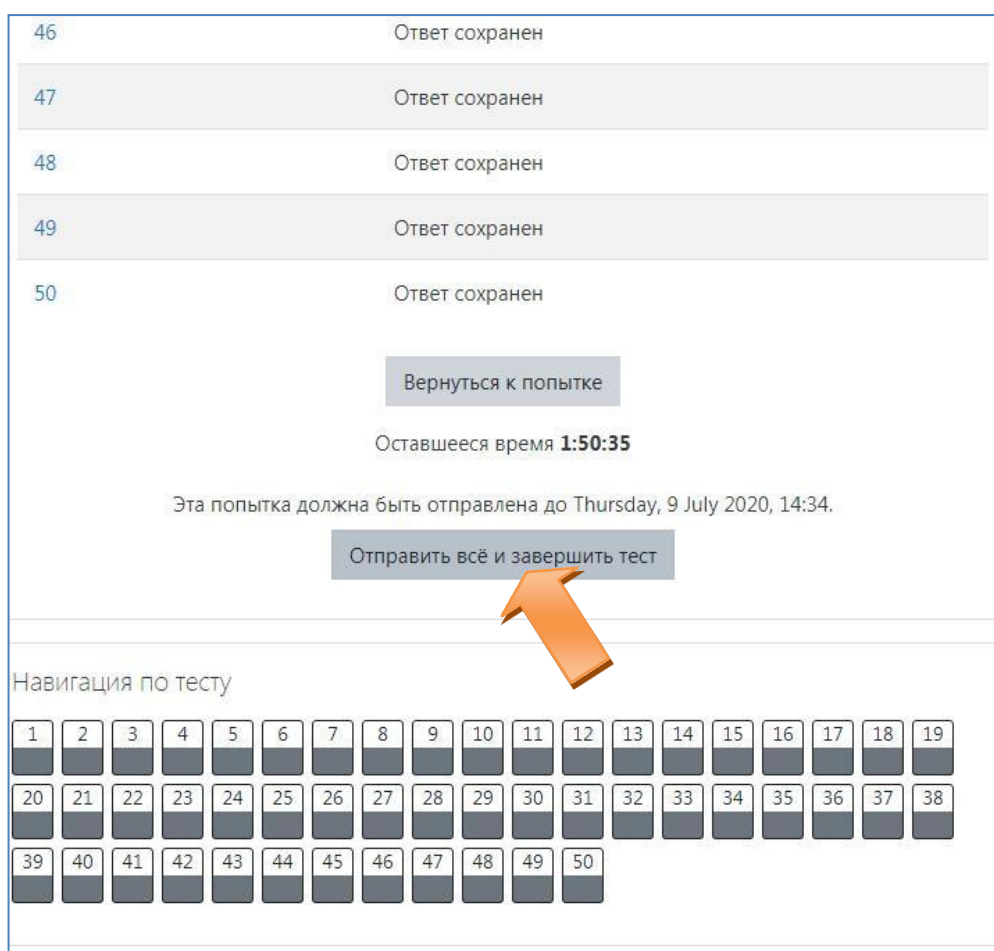 46 Ответ сохранен
47 Ответ сохранен
48 Ответ сохранен
49 Ответ сохранен
50 Ответ сохранен
Вернуться к попытке
Оставшееся время 1:50:35
Эта попытка должна быть отправлена до Thursday, 9 July 2020, 14:34.
Отправить всё и завершить тест
Навигация по тесту
1 2 3 4 5 6 7 8 9 10 11 12 13 14 15 16 17 18 19
20 21 22 23 24 25 26 27 28 29 30 31 32 33 34 35 36 37 38
39 40 41 42 43 44 45 46 47 48 49 50